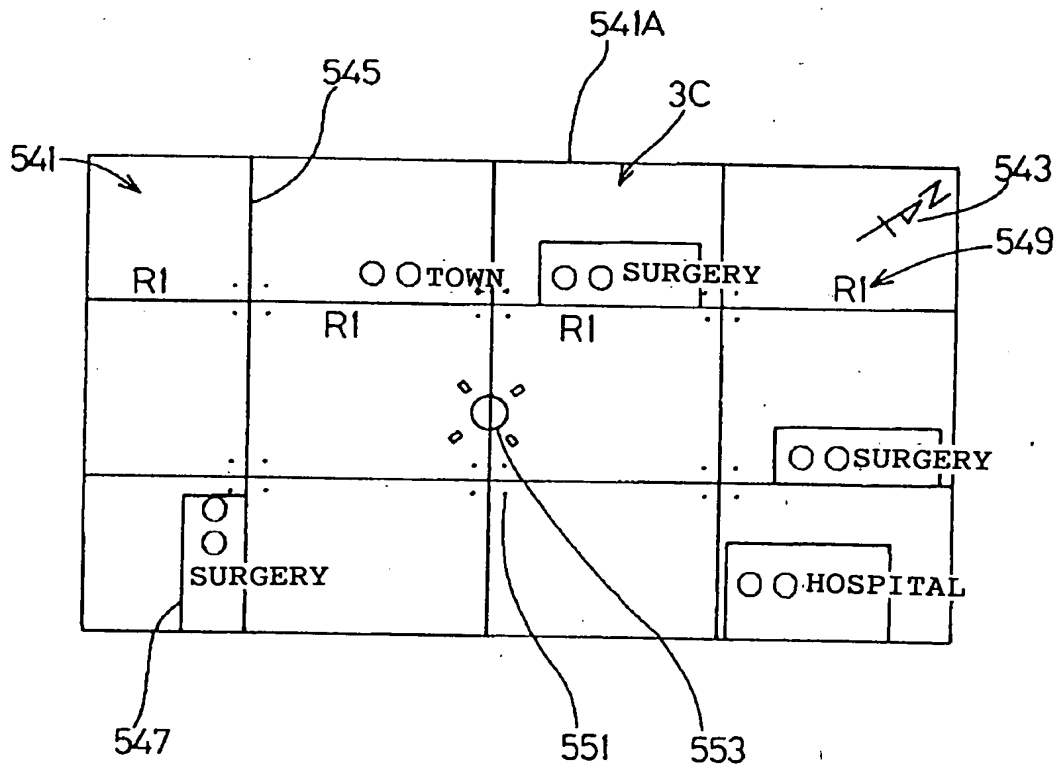 541A
545
3C
541
543
N
549
R1
○○TOWN
○○SURGERY
R1
R1
R1
○○SURGERY
○
○
SURGERY
○○HOSPITAL
547
551
553